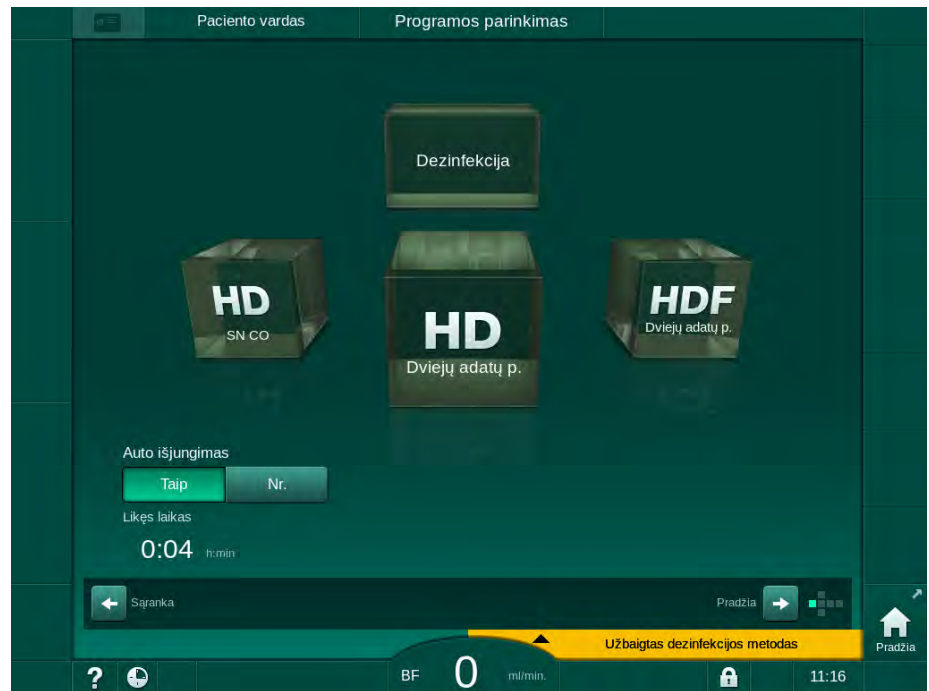 Paciento vardas
Programos parinkimas
Dezinfekcija
HD
SN CO
HD
Dviejų adatų p.
HDF
Dviejų adatų p.
Auto išjungimas
Taip
Nr.
Likęs laikas
0:04 h:min
Sąranka
Pradžia
Užbaigtas dezinfekcijos metodas
Pradžia
? BF 0 ml/min. 11:16